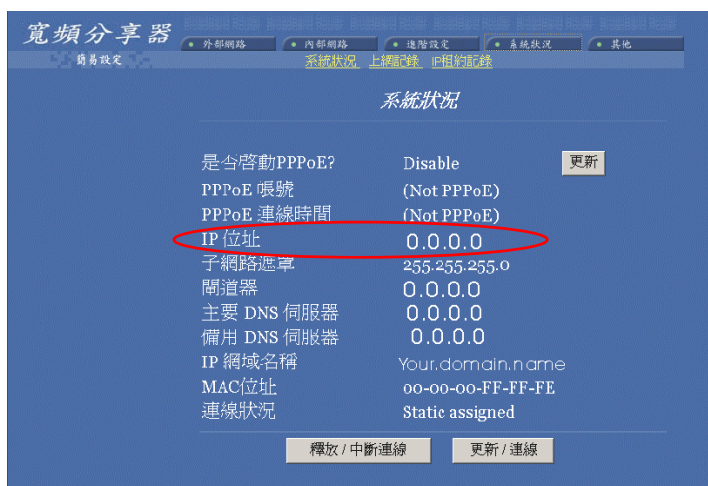 寬頻分享器
簡易設定
外部網路 內部網路 進階設定 系統狀況 其他
系統狀況 上網記錄 IP租約記錄
系統狀況
是否啓動PPPoE? Disable 更新
PPPoE 帳號 (Not PPPoE)
PPPoE 連線時間 (Not PPPoE)
IP 位址 0.0.0.0
子網路遮罩 255.255.255.0
閘道器 0.0.0.0
主要 DNS 伺服器 0.0.0.0
備用 DNS 伺服器 0.0.0.0
IP 網域名稱 Your.domain.name
MAC位址 00-00-00-FF-FF-FE
連線狀況 Static assigned
釋放 / 中斷連線 更新 / 連線